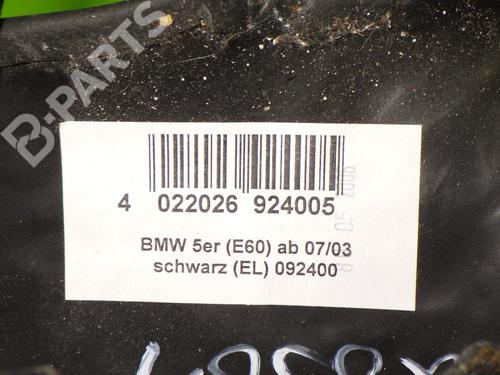 B-PARTS
4 022026 924005
BMW 5er (E60) ab 07/03
schwarz (EL) 092400